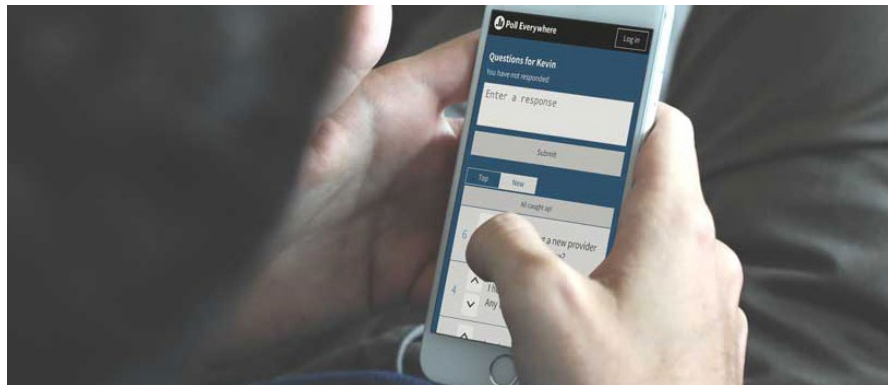 Poll Everywhere
Log in
Questions for Kevin
You have not responded
Enter a response
Submit
Top
New
All caught up!
6
a new provider
4
Any